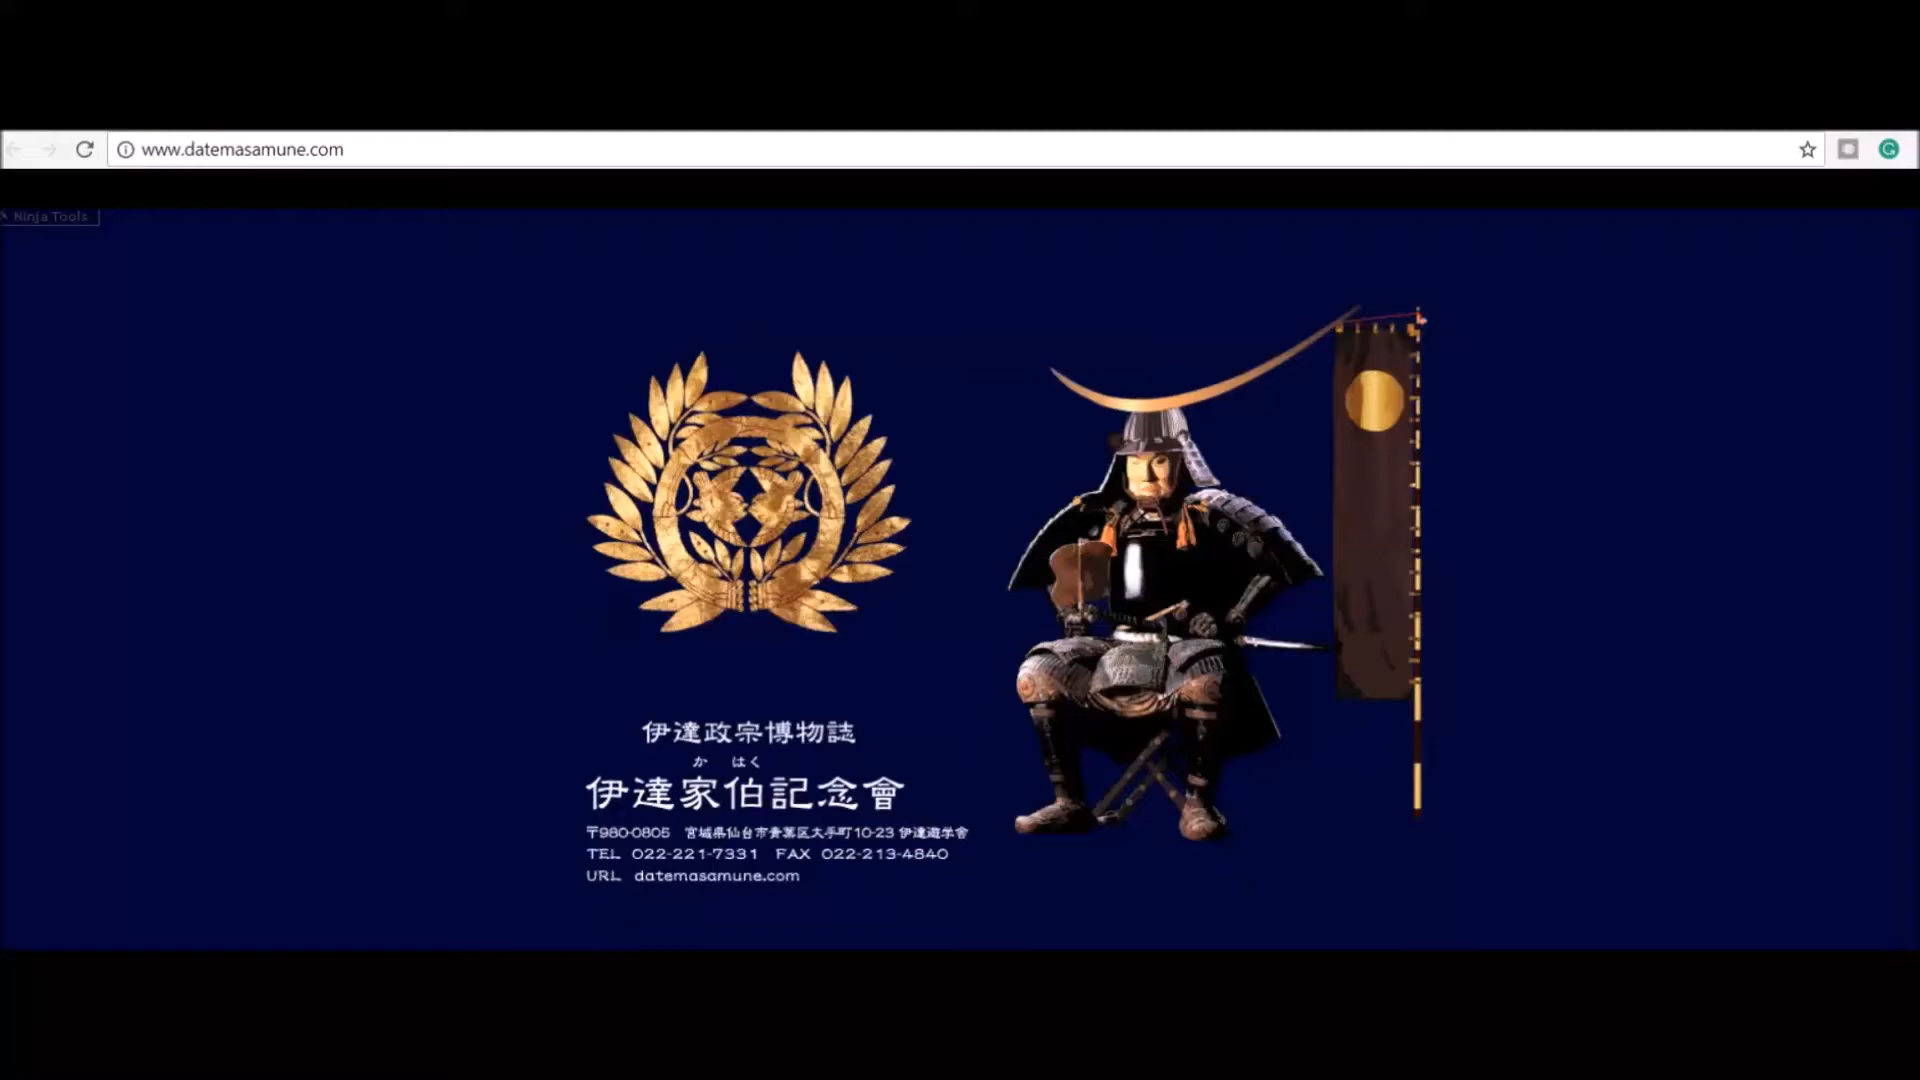 www.datemasamune.com
Ninja Tools
伊達政宗博物誌
か はく
伊達家伯記念會
〒980-0805 宮城県仙台市青葉区大手町10-23 伊達遊学舎
TEL 022-221-7331 FAX 022-213-4840
URL datemasamune.com